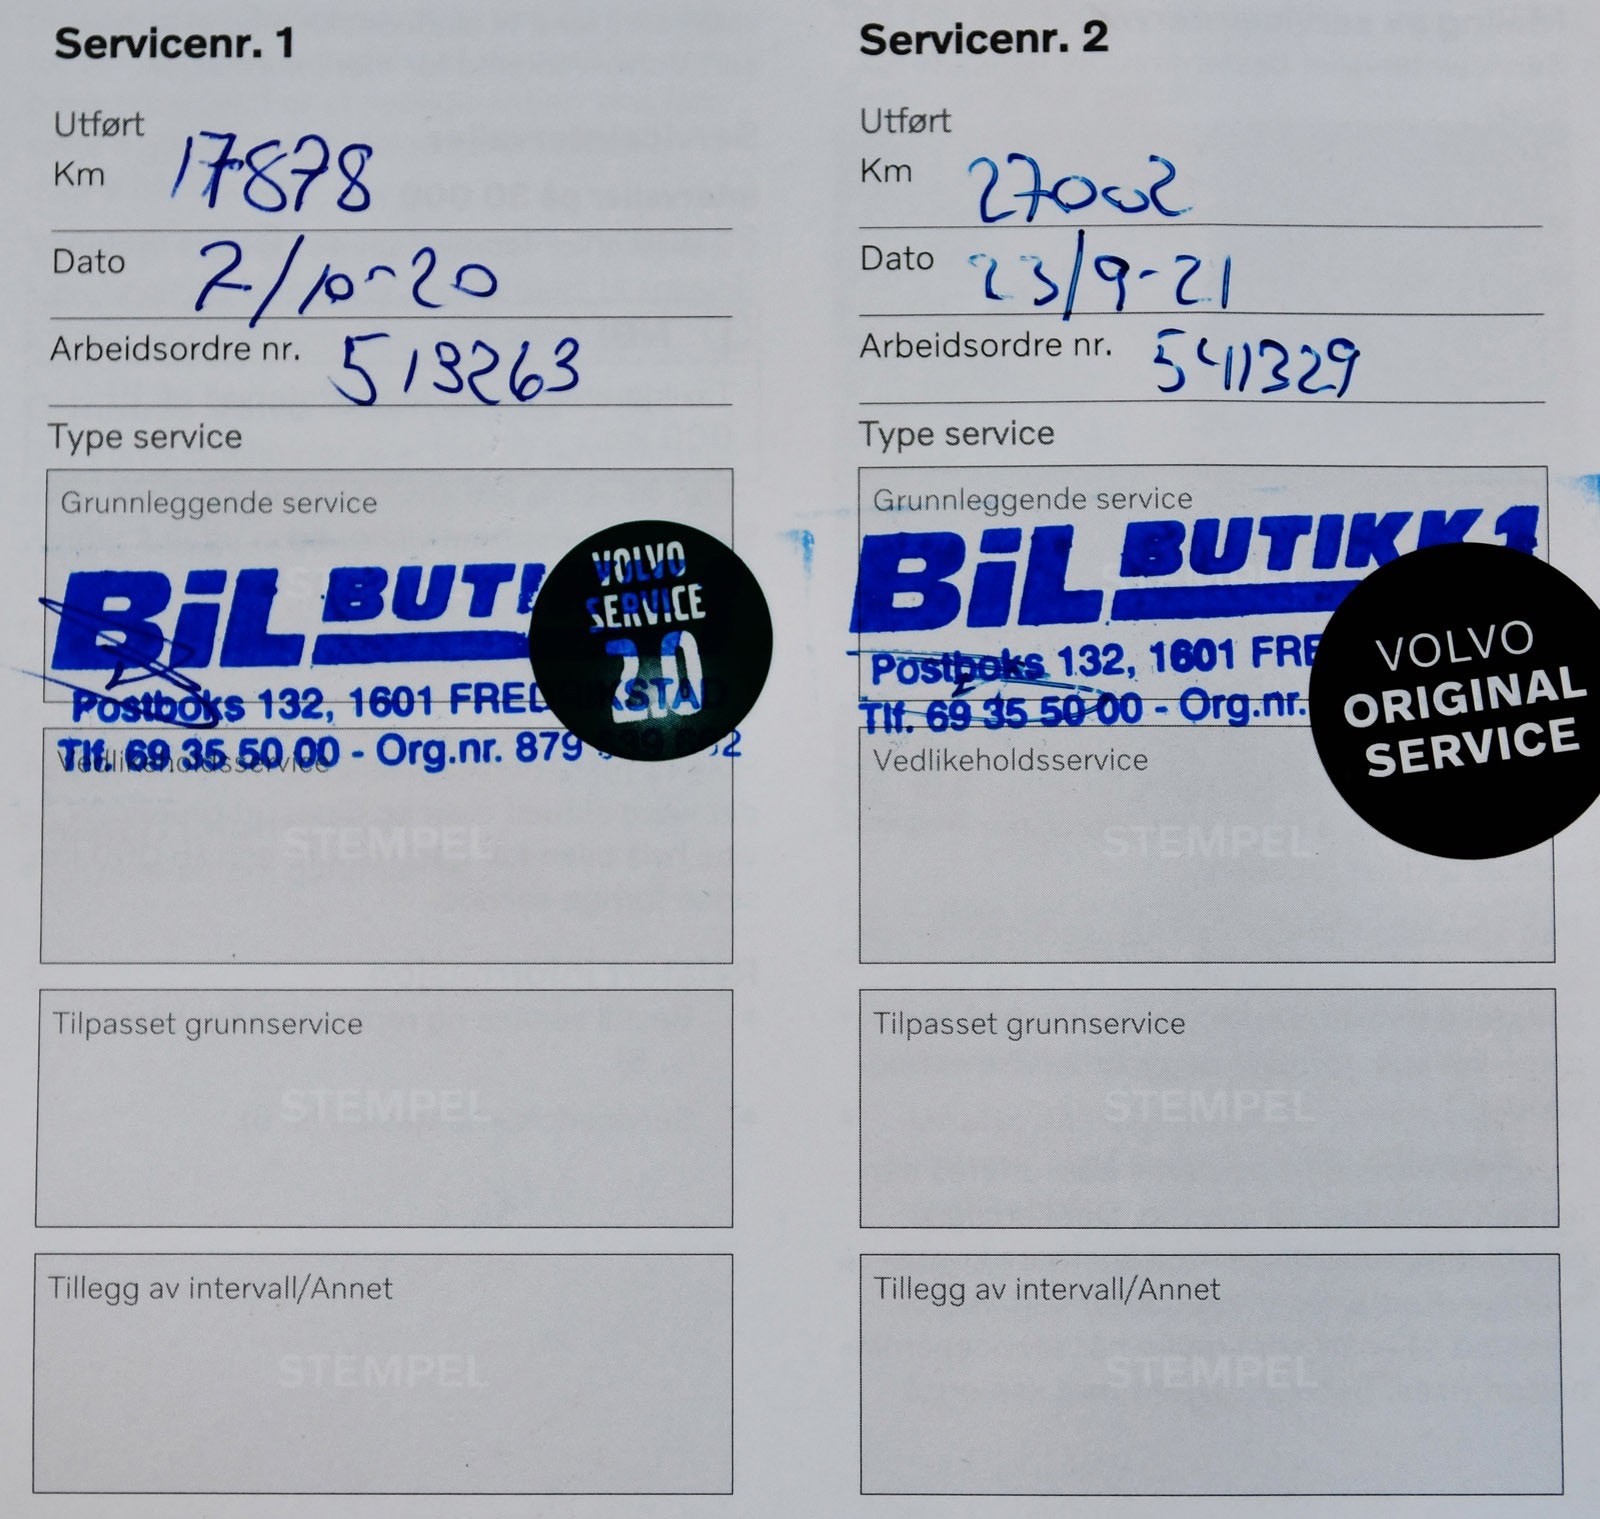 Servicenr. 1
Utført
Km 17878
Dato 2/10-20
Arbeidsordre nr. 513263
Type service
Grunnleggende service
BiL BUTI
VOLVO
SERVICE
2.0
Postboks 132, 1601 FREDRIKSTAD
Tlf. 69 35 50 00 - Org.nr. 879
Vedlikeholdsservice
STEMPEL
Tilpasset grunnservice
STEMPEL
Tillegg av intervall/Annet
STEMPEL
Servicenr. 2
Utført
Km 27002
Dato 23/9-21
Arbeidsordre nr. 541329
Type service
Grunnleggende service
BiL BUTIKK1
Postboks 132, 1601 FRE
Tlf. 69 35 50 00 - Org.nr.
VOLVO
ORIGINAL
SERVICE
Vedlikeholdsservice
STEMPEL
Tilpasset grunnservice
STEMPEL
Tillegg av intervall/Annet
STEMPEL